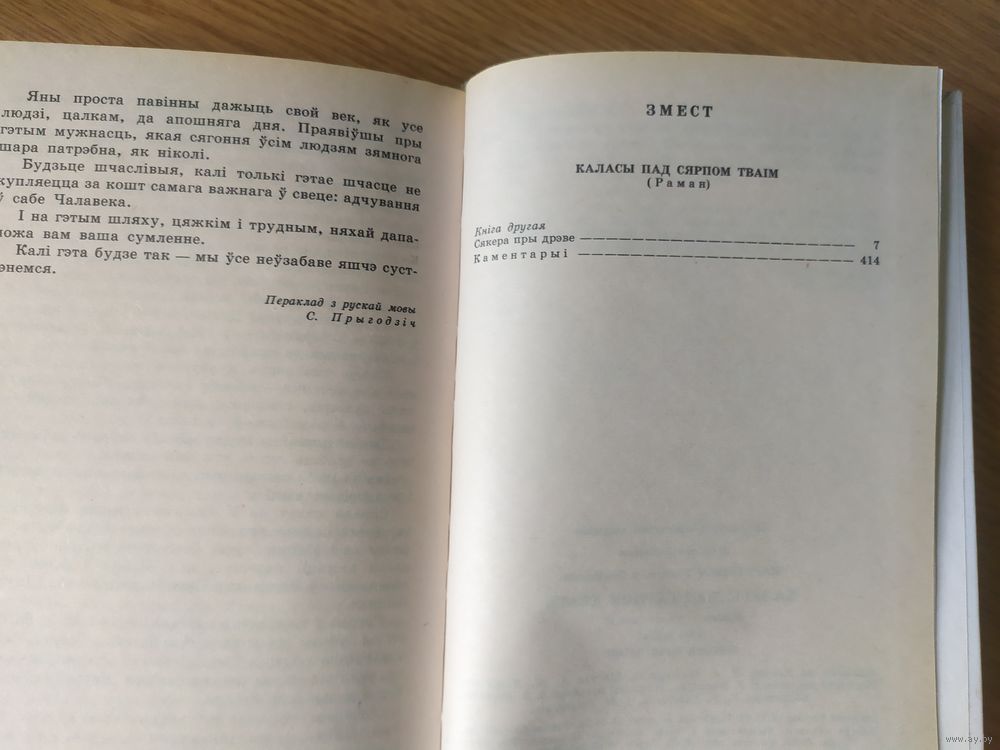 Яны проста павінны дажыць свой век, як усе
людзі, цалкам, да апошняга дня. Праявіўшы пры
гэтым мужнасць, якая сягоння ўсім людзям зямнога
шара патрэбна, як ніколі.
Будзьце шчаслівыя, калі толькі гэтае шчасце не
купляецца за кошт самага важнага ў свеце: адчування
ў сабе Чалавека.
І на гэтым шляху, цяжкім і трудным, няхай дапа-
можа вам ваша сумленне.
Калі гэта будзе так — мы ўсе неўзабаве яшчэ суст-
рэнемся.
Пераклад з рускай мовы
С. Прыгодзіч
ЗМЕСТ
КАЛАСЫ ПАД СЯРПОМ ТВАІМ
(Раман)
Кніга другая
Сякера пры дрэве — 7
Каментарыі — 414
www.ay.by